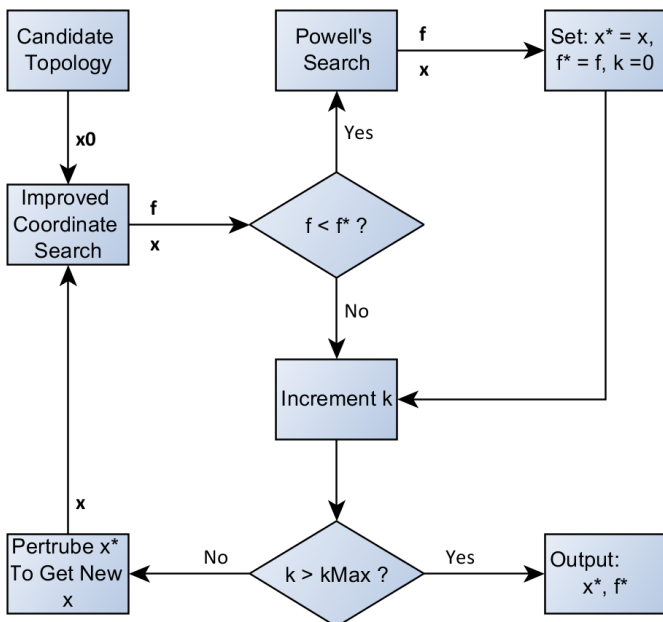 Candidate
Topology
Powell's
Search
f
x
Set: x* = x,
f* = f, k =0
x0
Yes
Improved
Coordinate
Search
f
x
f < f* ?
No
Increment k
x
Pertrube x*
To Get New
x
No
k > kMax ?
Yes
Output:
x*, f*